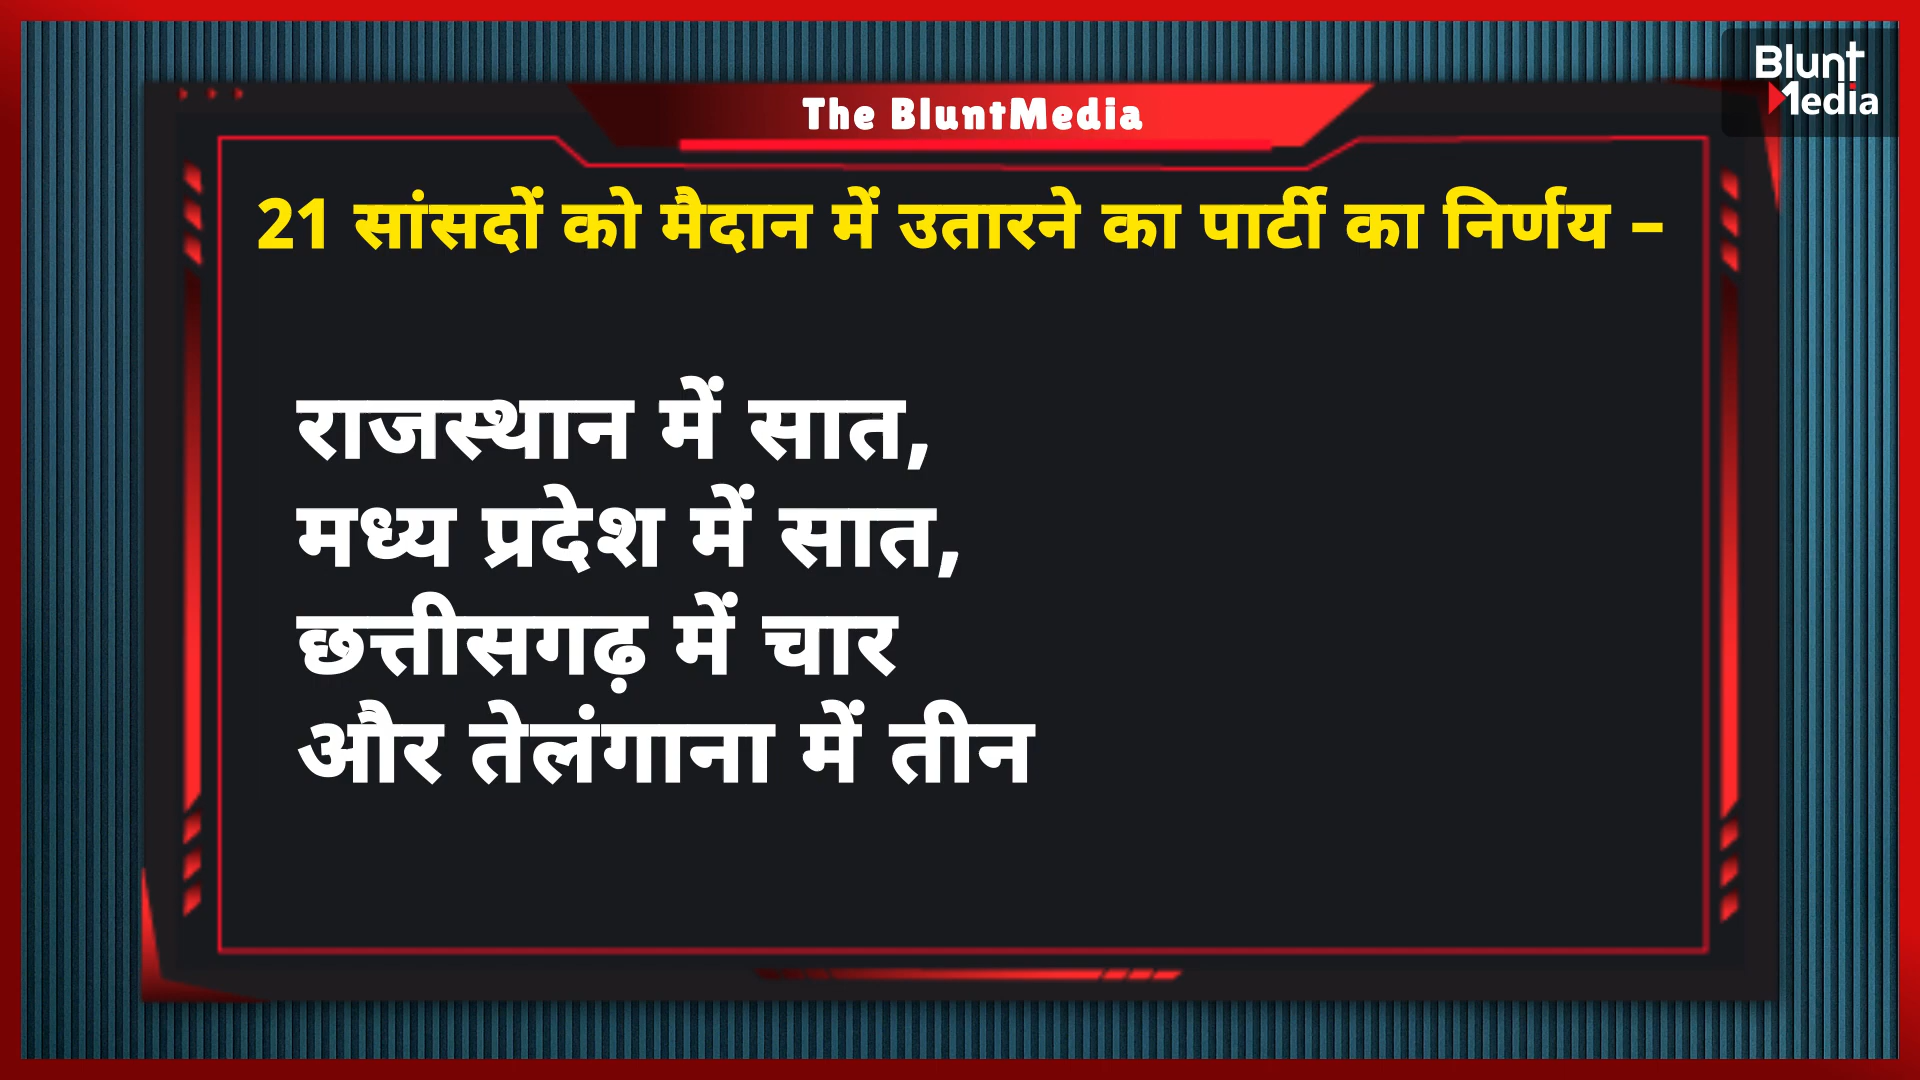 Blunt
Media
The BluntMedia
21 सांसदों को मैदान में उतारने का पार्टी का निर्णय –
राजस्थान में सात,
मध्य प्रदेश में सात,
छत्तीसगढ़ में चार
और तेलंगाना में तीन